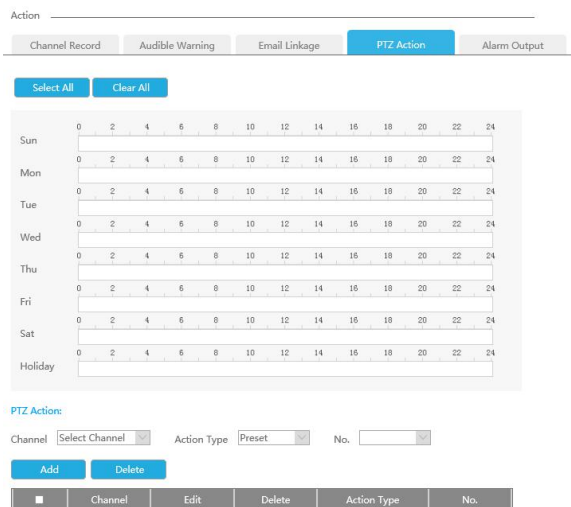 Action
Channel Record Audible Warning Email Linkage PTZ Action Alarm Output
Select All Clear All
0 2 4 6 8 10 12 14 16 18 20 22 24
Sun
0 2 4 6 8 10 12 14 16 18 20 22 24
Mon
0 2 4 6 8 10 12 14 16 18 20 22 24
Tue
0 2 4 6 8 10 12 14 16 18 20 22 24
Wed
0 2 4 6 8 10 12 14 16 18 20 22 24
Thu
0 2 4 6 8 10 12 14 16 18 20 22 24
Fri
0 2 4 6 8 10 12 14 16 18 20 22 24
Sat
0 2 4 6 8 10 12 14 16 18 20 22 24
Holiday
PTZ Action:
Channel Select Channel Action Type Preset No.
Add Delete
Channel Edit Delete Action Type No.